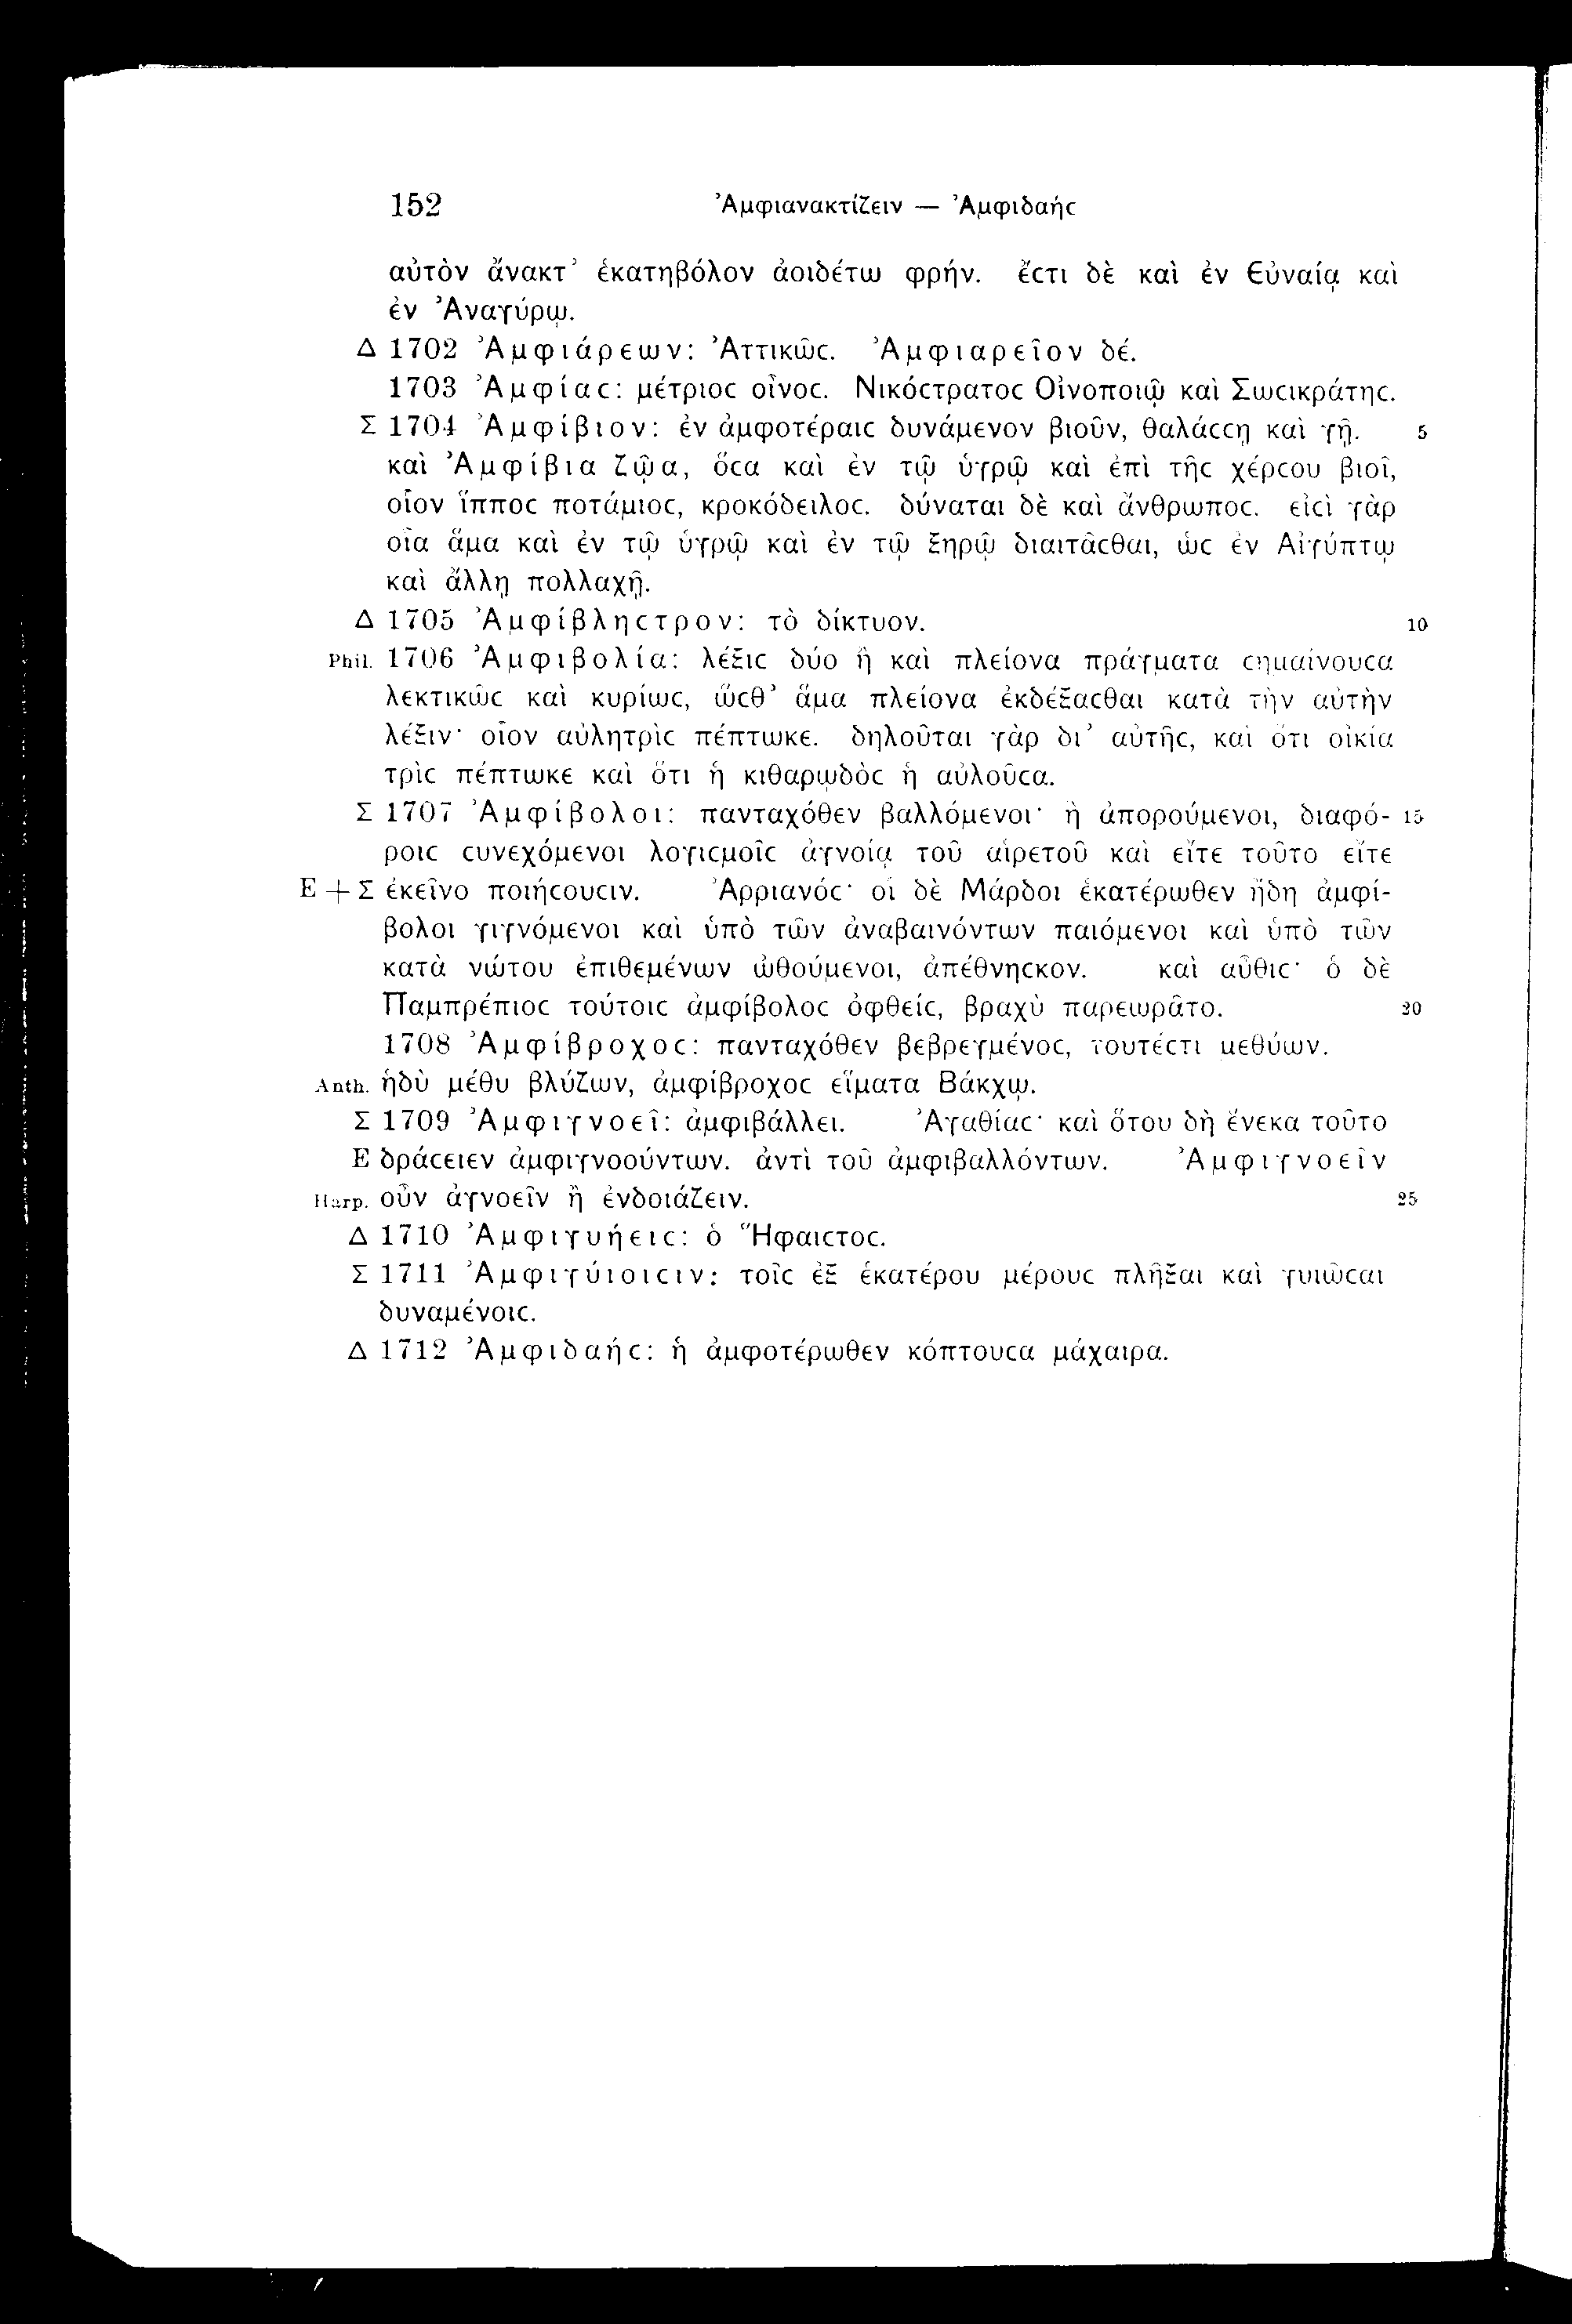 152 Ἀμφιανακτίζειν — Ἀμφιδαής
αὐτὸν ἄνακτ’ ἑκατηβόλον ἀοιδέτω φρήν. ἔϲτι δὲ καὶ ἐν Εὐναίᾳ καὶ
ἐν Ἀναγύρῳ.
Δ 1702 Ἀμφιάρεων: Ἀττικῶϲ. Ἀμφιαρεῖον δέ.
1703 Ἀμφίαϲ: μέτριοϲ οἶνοϲ. Νικόϲτρατοϲ Οἰνοποιῷ καὶ Σωϲικράτηϲ.
Σ 1704 Ἀμφίβιον: ἐν ἀμφοτέραιϲ δυνάμενον βιοῦν, θαλάϲϲῃ καὶ γῇ. 5
καὶ Ἀμφίβια ζῷα, ὅϲα καὶ ἐν τῷ ὑγρῷ καὶ ἐπὶ τῆϲ χέρϲου βιοῖ,
οἷον ἵπποϲ ποτάμιοϲ, κροκόδειλοϲ. δύναται δὲ καὶ ἄνθρωποϲ. εἰϲὶ γὰρ
οἷα ἅμα καὶ ἐν τῷ ὑγρῷ καὶ ἐν τῷ ξηρῷ διαιτᾶϲθαι, ὡϲ ἐν Αἰγύπτῳ
καὶ ἄλλῃ πολλαχῇ.
Δ 1705 Ἀμφίβληϲτρον: τὸ δίκτυον. 10
Phil. 1706 Ἀμφιβολία: λέξιϲ δύο ἢ καὶ πλείονα πράγματα ϲημαίνουϲα
λεκτικῶϲ καὶ κυρίωϲ, ὥϲθ’ ἅμα πλείονα ἐκδέξαϲθαι κατὰ τὴν αὐτὴν
λέξιν· οἷον αὐλητρὶϲ πέπτωκε. δηλοῦται γὰρ δι’ αὐτῆϲ, καὶ ὅτι οἰκία
τρὶϲ πέπτωκε καὶ ὅτι ἡ κιθαρῳδὸϲ ἡ αὐλοῦϲα.
Σ 1707 Ἀμφίβολοι: πανταχόθεν βαλλόμενοι· ἢ ἀπορούμενοι, διαφό- 15
ροιϲ ϲυνεχόμενοι λογιϲμοῖϲ ἀγνοίᾳ τοῦ αἱρετοῦ καὶ εἴτε τοῦτο εἴτε
E + Σ ἐκεῖνο ποιήϲουϲιν. Ἀρριανόϲ· οἱ δὲ Μάρδοι ἑκατέρωθεν ἤδη ἀμφί-
βολοι γιγνόμενοι καὶ ὑπὸ τῶν ἀναβαινόντων παιόμενοι καὶ ὑπὸ τῶν
κατὰ νώτου ἐπιθεμένων ὠθούμενοι, ἀπέθνηϲκον. καὶ αὖθιϲ· ὁ δὲ
Παμπρέπιοϲ τούτοιϲ ἀμφίβολοϲ ὀφθείϲ, βραχὺ παρεωρᾶτο. 20
1708 Ἀμφίβροχοϲ: πανταχόθεν βεβρεγμένοϲ, τουτέϲτι μεθύων.
Anth. ἡδὺ μέθυ βλύζων, ἀμφίβροχοϲ εἵματα Βάκχῳ.
Σ 1709 Ἀμφιγνοεῖ: ἀμφιβάλλει. Ἀγαθίαϲ· καὶ ὅτου δὴ ἕνεκα τοῦτο
E δράϲειεν ἀμφιγνοούντων. ἀντὶ τοῦ ἀμφιβαλλόντων. Ἀμφιγνοεῖν
Harp. οὖν ἀγνοεῖν ἢ ἐνδοιάζειν. 25
Δ 1710 Ἀμφιγυήειϲ: ὁ Ἥφαιϲτοϲ.
Σ 1711 Ἀμφιγύιοιϲιν: τοῖϲ ἐξ ἑκατέρου μέρουϲ πλῆξαι καὶ γυιῶϲαι
δυναμένοιϲ.
Δ 1712 Ἀμφιδαήϲ: ἡ ἀμφοτέρωθεν κόπτουϲα μάχαιρα.